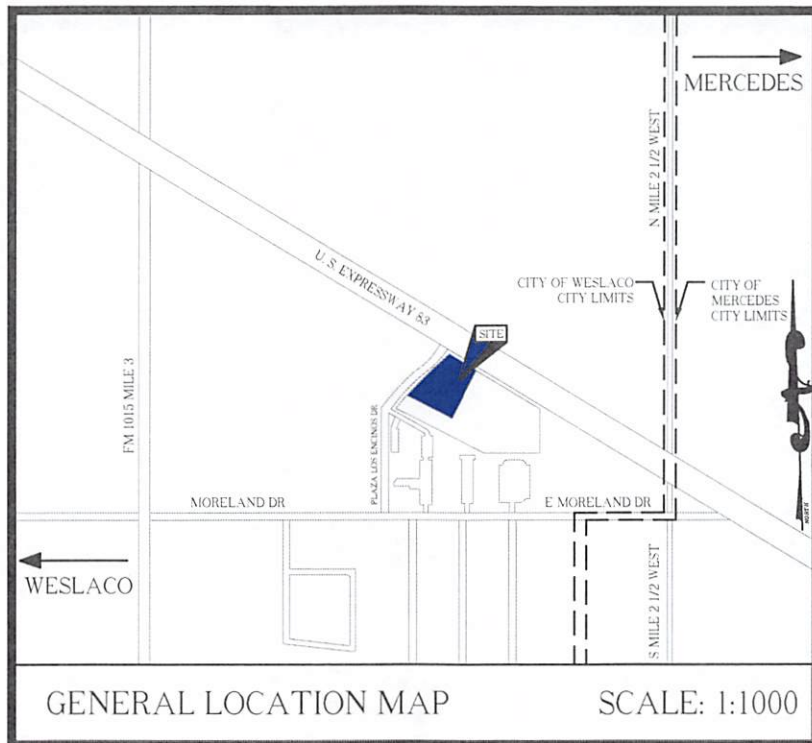 MERCEDES
N MILE 2 1/2 WEST
U. S. EXPRESSWAY 83
CITY OF WESLACO
CITY LIMITS
CITY OF
MERCEDES
CITY LIMITS
SITE
FM 1015 MILE 3
PLAZA LOS ENCINOS DR
MORELAND DR
E MORELAND DR
NORTH
WESLACO
S MILE 2 1/2 WEST
GENERAL LOCATION MAP
SCALE: 1:1000